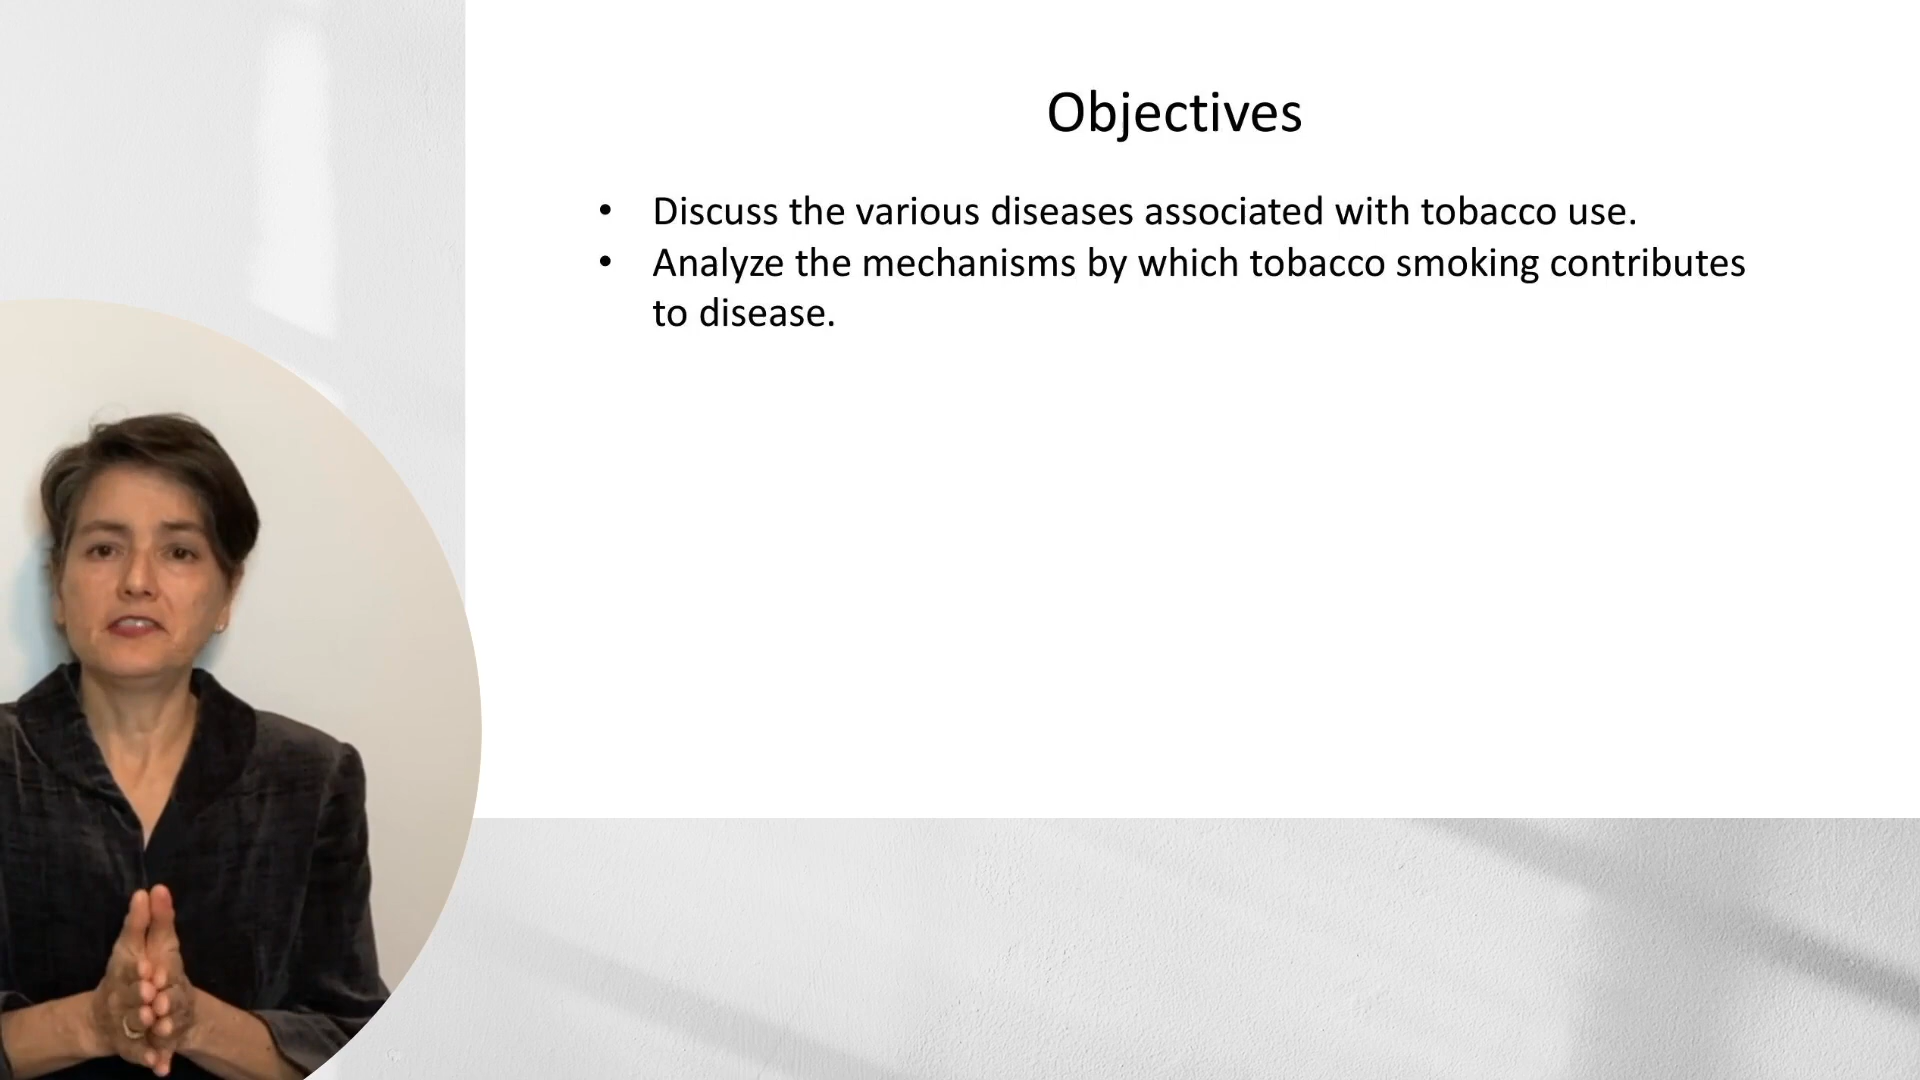 Objectives
• Discuss the various diseases associated with tobacco use.
• Analyze the mechanisms by which tobacco smoking contributes
to disease.